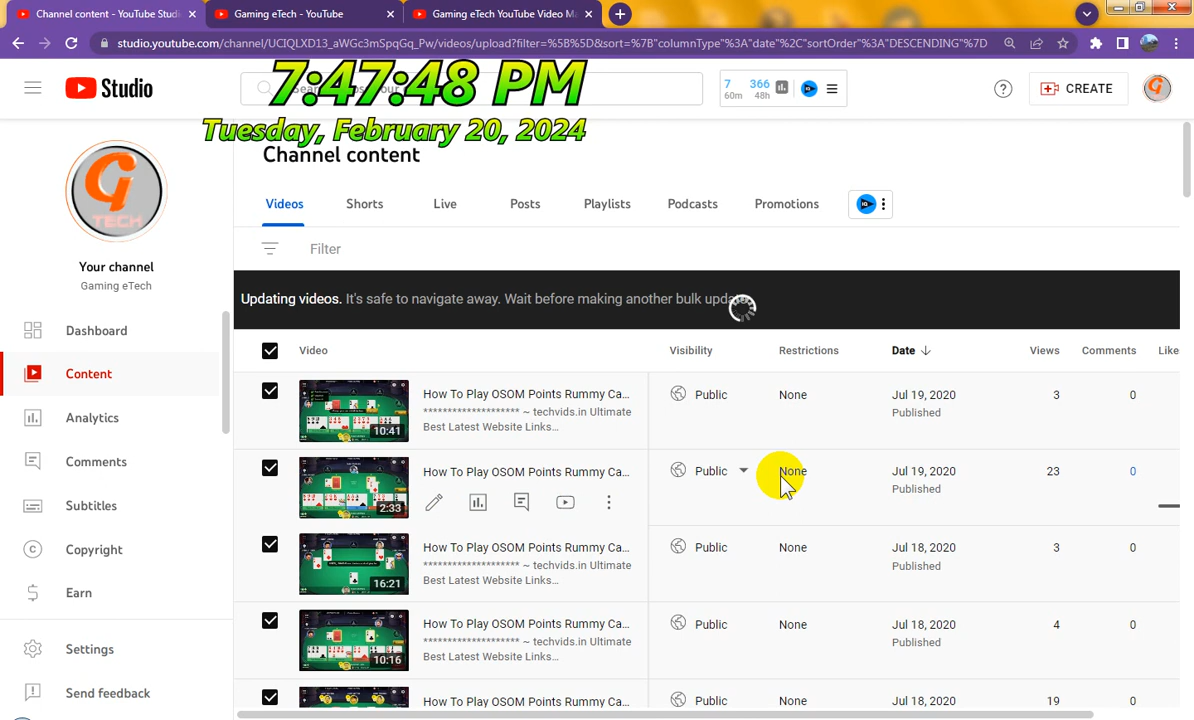 Channel content - YouTube Studi
Gaming eTech - YouTube
Gaming eTech YouTube Video Ma
studio.youtube.com/channel/UCIQLXD13_aWGc3mSpqGq_Pw/videos/upload?filter=%5B%5D&sort=%7B"columnType"%3A"date"%2C"sortOrder"%3A"DESCENDING"%7D
7:47:48 PM
Tuesday, February 20, 2024
Studio
7
60m
366
48h
IQ
CREATE
G
TECH
Your channel
Gaming eTech
Dashboard
Content
Analytics
Comments
Subtitles
Copyright
Earn
Settings
Send feedback
Channel content
Videos
Shorts
Live
Posts
Playlists
Podcasts
Promotions
IQ
Filter
Updating videos. It's safe to navigate away. Wait before making another bulk update.
Video
Visibility
Restrictions
Date
Views
Comments
Like
10:41
How To Play OSOM Points Rummy Ca...
******************** ~ techvids.in Ultimate
Best Latest Website Links...
Public
None
Jul 19, 2020
Published
3
0
2:33
How To Play OSOM Points Rummy Ca...
Public
None
Jul 19, 2020
Published
23
0
16:21
How To Play OSOM Points Rummy Ca...
******************** ~ techvids.in Ultimate
Best Latest Website Links...
Public
None
Jul 18, 2020
Published
3
0
10:16
How To Play OSOM Points Rummy Ca...
******************** ~ techvids.in Ultimate
Best Latest Website Links...
Public
None
Jul 18, 2020
Published
4
0
How To Play OSOM Points Rummy Ca...
Public
None
Jul 18, 2020
19
0